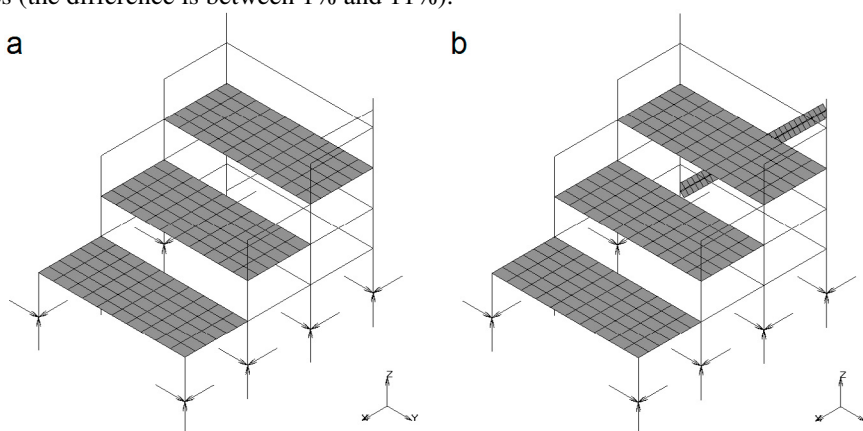 s (the difference is between 1% and 11%).
a
b
Z
X
Y
Z
X
Y